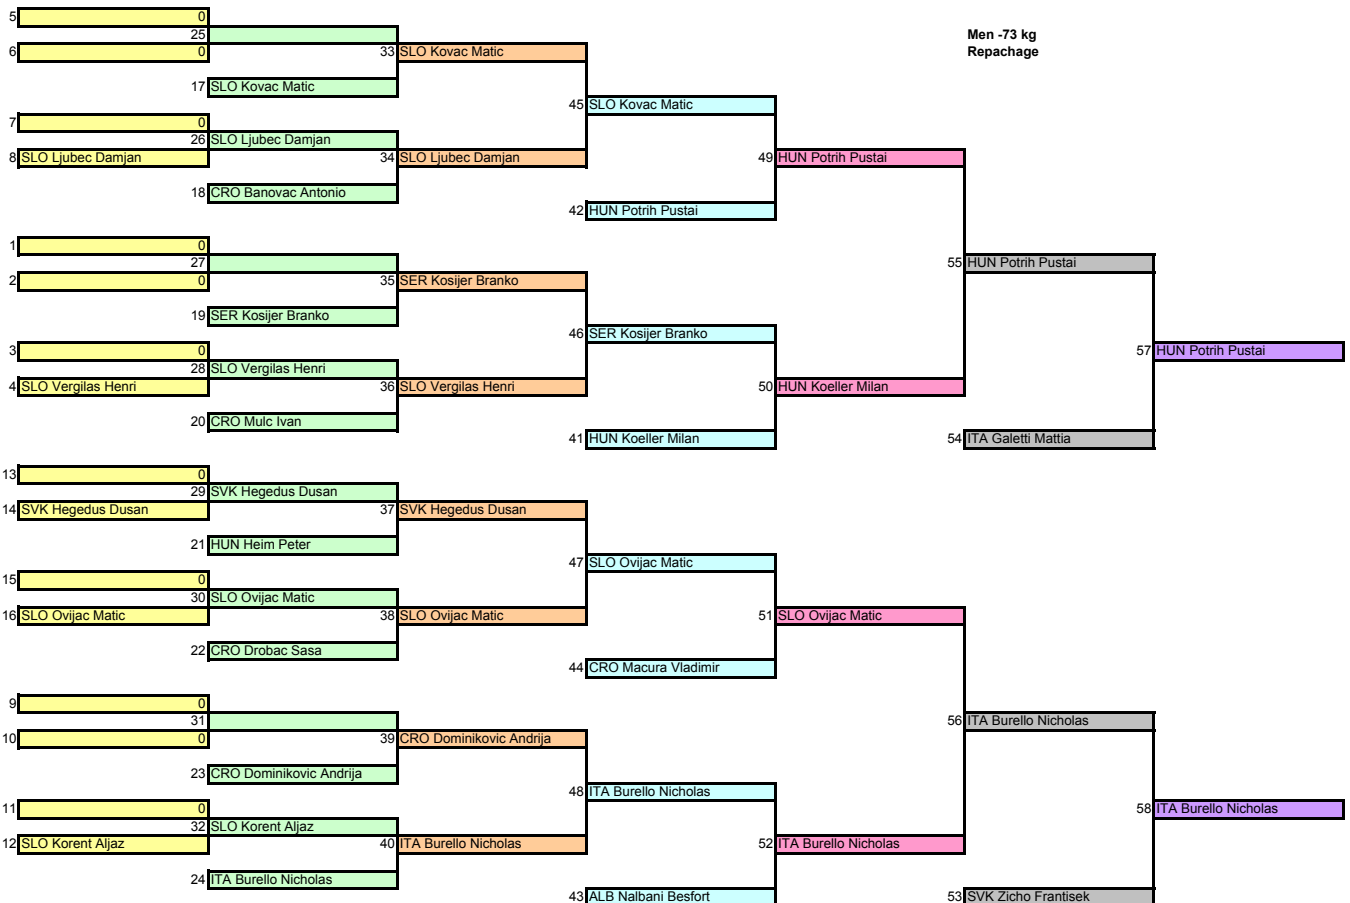 5 0
25 Men -73 kg
6 0 33 SLO Kovac Matic Repachage
17 SLO Kovac Matic
45 SLO Kovac Matic
7 0
26 SLO Ljubec Damjan
8 SLO Ljubec Damjan 34 SLO Ljubec Damjan 49 HUN Potrih Pustai
18 CRO Banovac Antonio
42 HUN Potrih Pustai
1 0
27 55 HUN Potrih Pustai
2 0 35 SER Kosijer Branko
19 SER Kosijer Branko
46 SER Kosijer Branko
3 0 57 HUN Potrih Pustai
28 SLO Vergilas Henri
4 SLO Vergilas Henri 36 SLO Vergilas Henri 50 HUN Koeller Milan
20 CRO Mulc Ivan
41 HUN Koeller Milan 54 ITA Galetti Mattia
13 0
29 SVK Hegedus Dusan
14 SVK Hegedus Dusan 37 SVK Hegedus Dusan
21 HUN Heim Peter
47 SLO Ovijac Matic
15 0
30 SLO Ovijac Matic
16 SLO Ovijac Matic 38 SLO Ovijac Matic 51 SLO Ovijac Matic
22 CRO Drobac Sasa
44 CRO Macura Vladimir
9 0
31 56 ITA Burello Nicholas
10 0 39 CRO Dominikovic Andrija
23 CRO Dominikovic Andrija
48 ITA Burello Nicholas
11 0 58 ITA Burello Nicholas
32 SLO Korent Aljaz
12 SLO Korent Aljaz 40 ITA Burello Nicholas 52 ITA Burello Nicholas
24 ITA Burello Nicholas
43 ALB Nalbani Besfort 53 SVK Zicho Frantisek